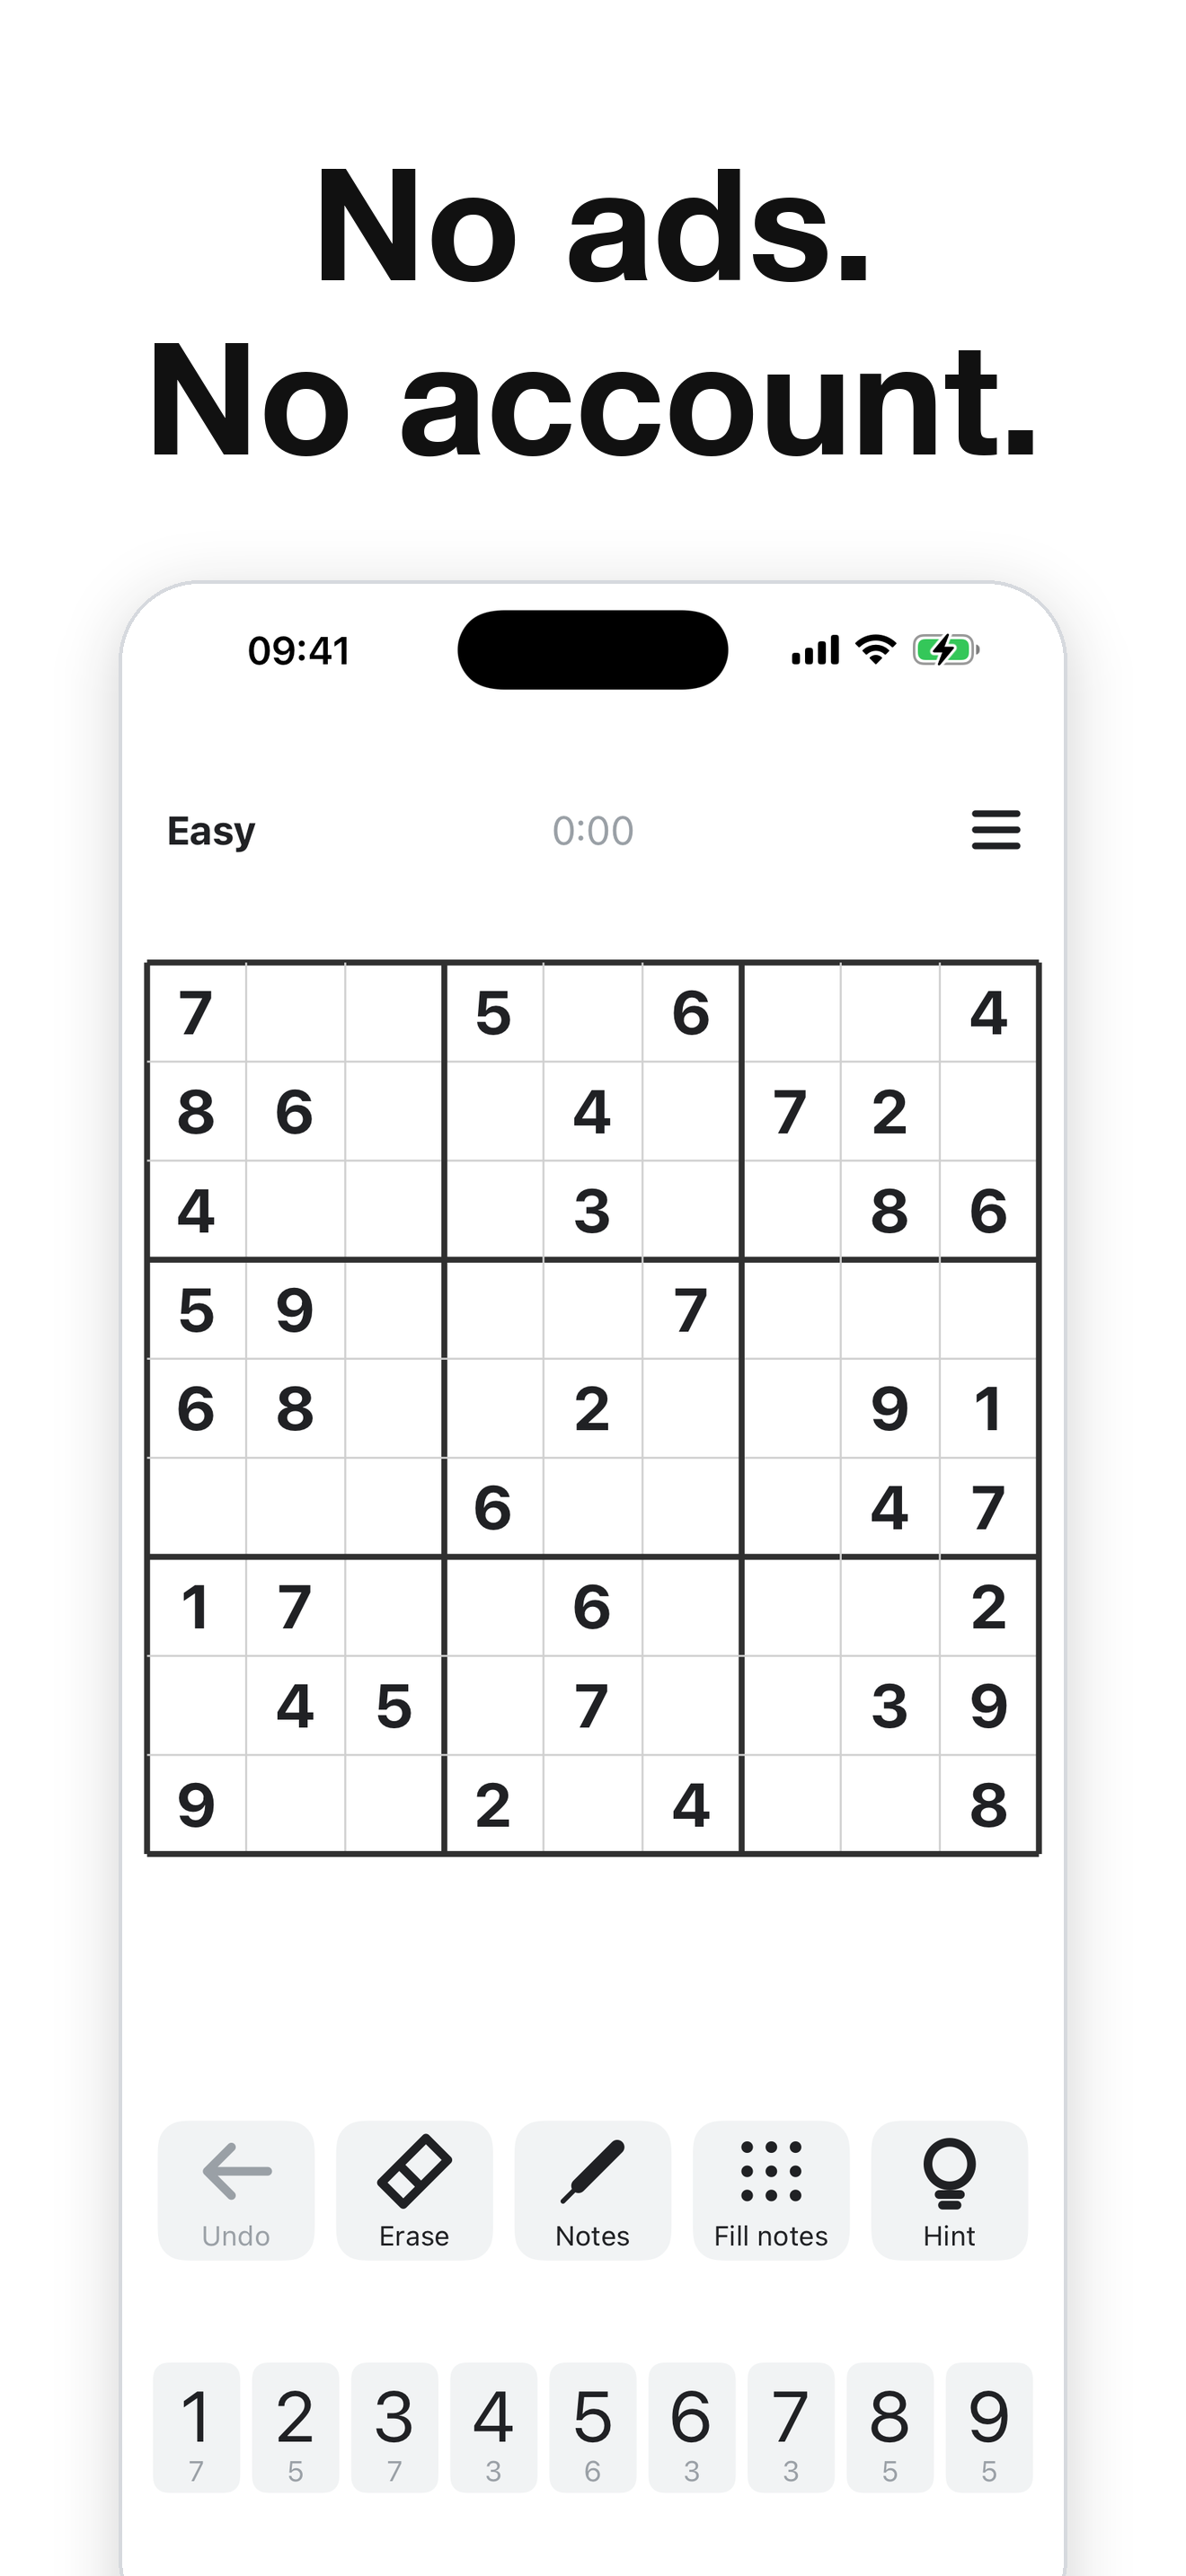 No ads.
No account.
09:41
Easy 0:00
7 5 6 4
8 6 4 7 2
4 3 8 6
5 9 7
6 8 2 9 1
6 4 7
1 7 6 2
4 5 7 3 9
9 2 4 8
Undo Erase Notes Fill notes Hint
1 2 3 4 5 6 7 8 9
7 5 7 3 6 3 3 5 5